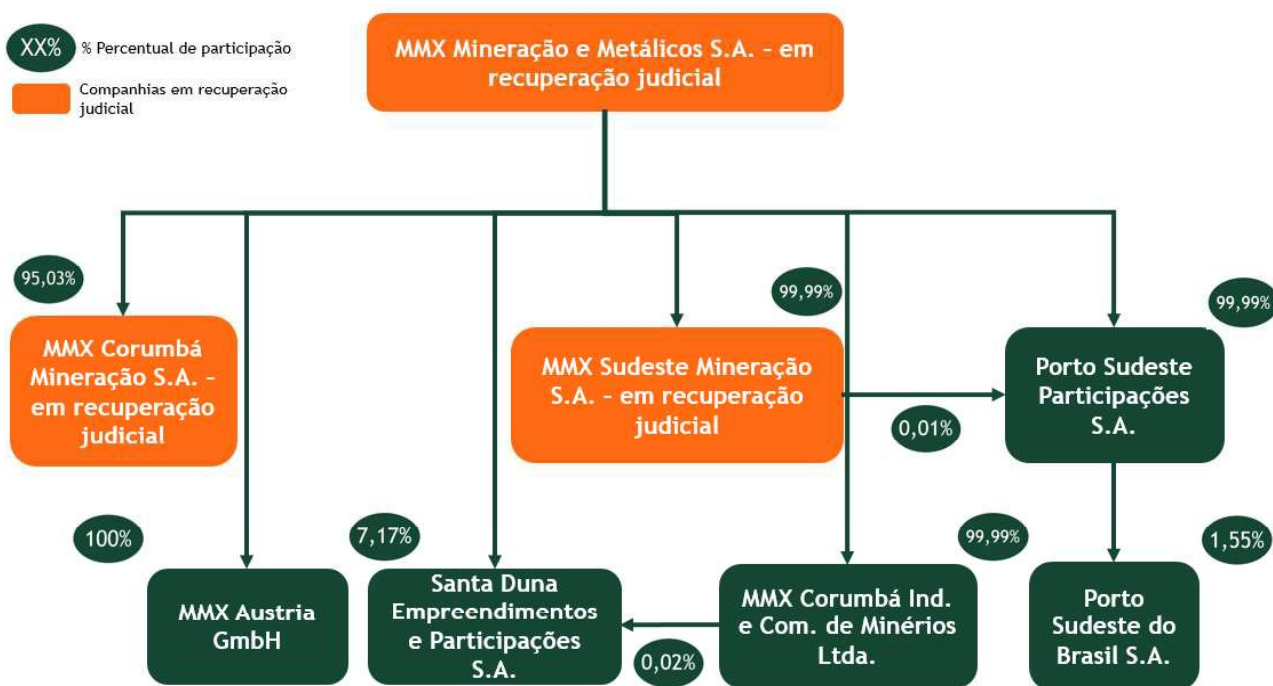 XX%
% Percentual de participação
Companhias em recuperação
judicial
MMX Mineração e Metálicos S.A. – em
recuperação judicial
95,03%
99,99%
99,99%
MMX Corumbá
Mineração S.A. –
em recuperação
judicial
MMX Sudeste Mineração
S.A. – em recuperação
judicial
0,01%
Porto Sudeste
Participações
S.A.
100%
7,17%
99,99%
1,55%
MMX Austria
GmbH
Santa Duna
Empreendimentos
e Participações
S.A.
0,02%
MMX Corumbá Ind.
e Com. de Minérios
Ltda.
Porto
Sudeste do
Brasil S.A.